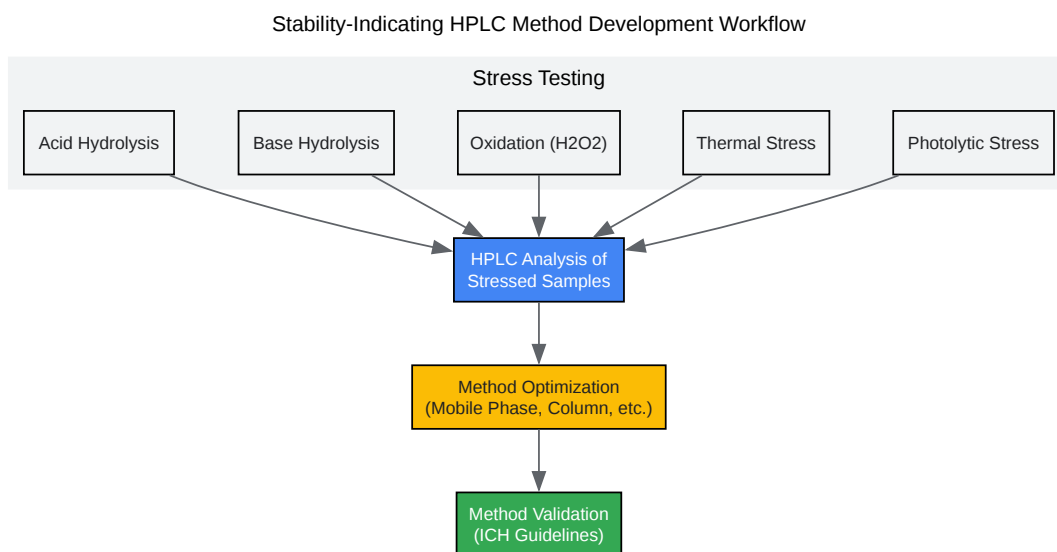 Stability-Indicating HPLC Method Development Workflow
Stress Testing
Acid Hydrolysis
Base Hydrolysis
Oxidation (H2O2)
Thermal Stress
Photolytic Stress
HPLC Analysis of
Stressed Samples
Method Optimization
(Mobile Phase, Column, etc.)
Method Validation
(ICH Guidelines)